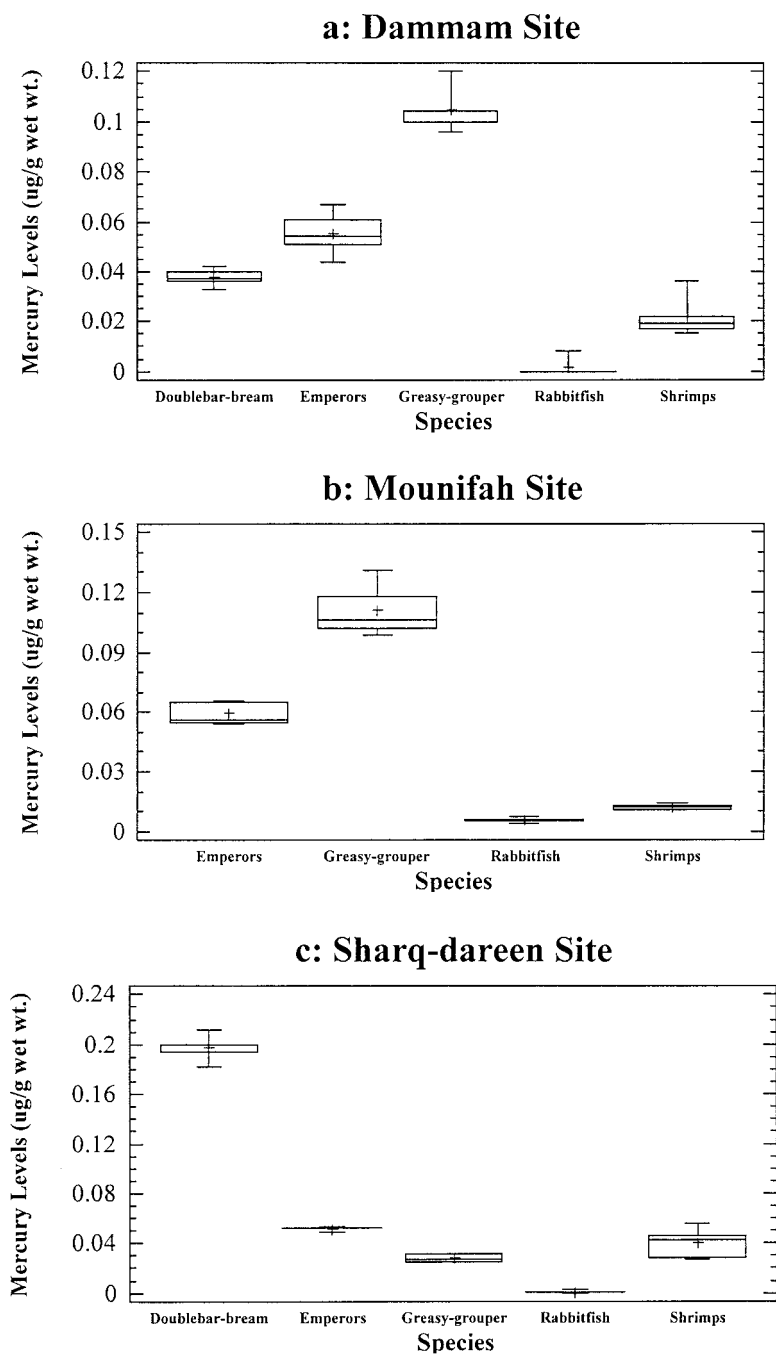 a: Dammam Site
Mercury Levels (ug/g wet wt.)
0.12
0.1
0.08
0.06
0.04
0.02
0
Doublebar-bream Emperors Greasy-grouper Rabbitfish Shrimps
Species
b: Mounifah Site
Mercury Levels (ug/g wet wt.)
0.15
0.12
0.09
0.06
0.03
0
Emperors Greasy-grouper Rabbitfish Shrimps
Species
c: Sharq-dareen Site
Mercury Levels (ug/g wet wt.)
0.24
0.2
0.16
0.12
0.08
0.04
0
Doublebar-bream Emperors Greasy-grouper Rabbitfish Shrimps
Species